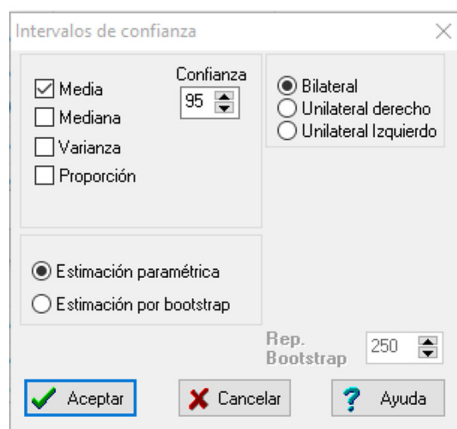 Intervalos de confianza
Media
Mediana
Varianza
Proporción
Confianza
95
Bilateral
Unilateral derecho
Unilateral Izquierdo
Estimación paramétrica
Estimación por bootstrap
Rep.
Bootstrap
250
Aceptar
Cancelar
Ayuda